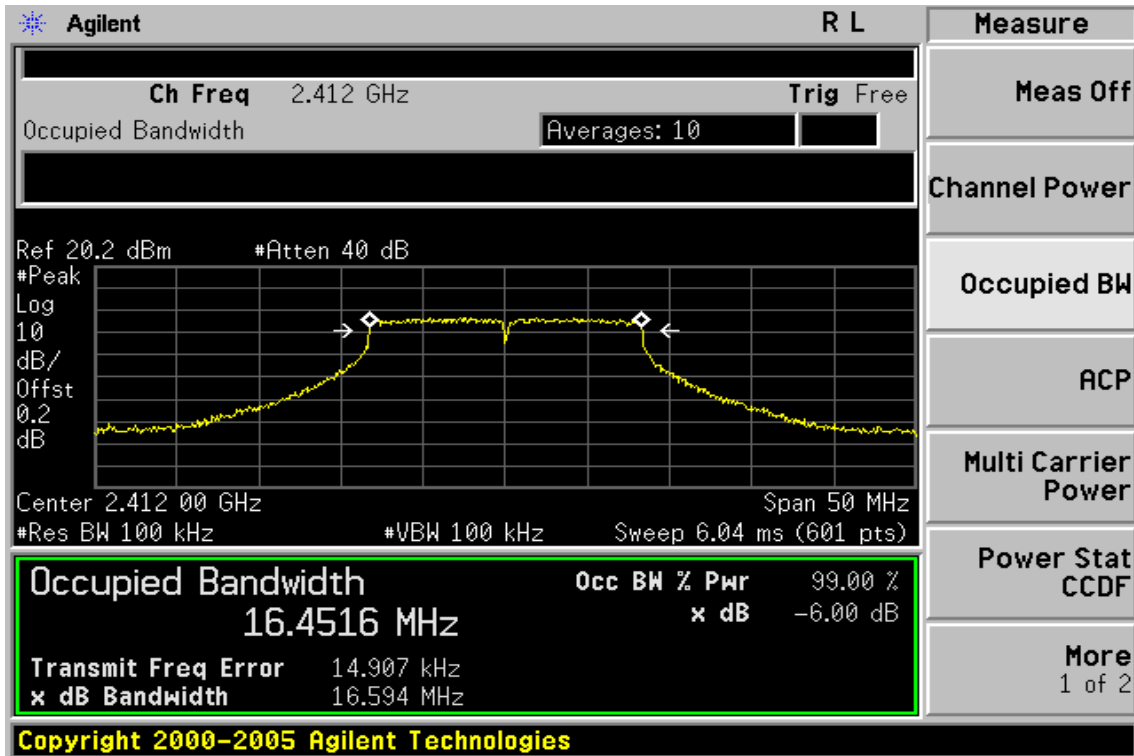 Agilent R L
Ch Freq 2.412 GHz Trig Free
Occupied Bandwidth Averages: 10
Ref 20.2 dBm #Atten 40 dB
#Peak
Log
10
dB/
Offst
0.2
dB
Center 2.412 00 GHz Span 50 MHz
#Res BW 100 kHz #VBW 100 kHz Sweep 6.04 ms (601 pts)
Occupied Bandwidth Occ BW % Pwr 99.00 %
16.4516 MHz x dB -6.00 dB
Transmit Freq Error 14.907 kHz
x dB Bandwidth 16.594 MHz
Copyright 2000-2005 Agilent Technologies
Measure
Meas Off
Channel Power
Occupied BW
ACP
Multi Carrier
Power
Power Stat
CCDF
More
1 of 2